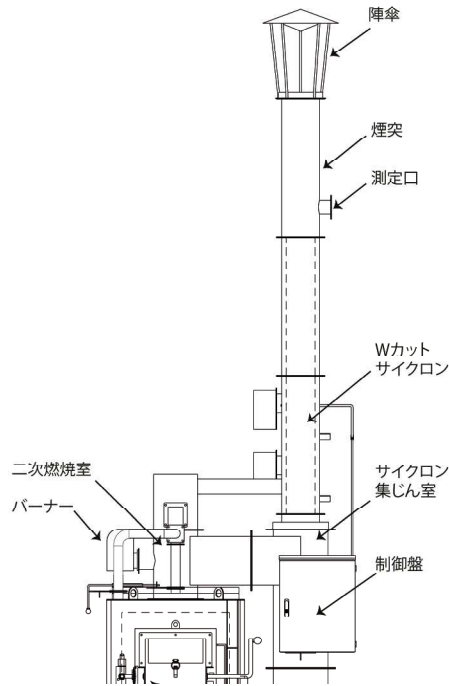 陣傘
煙突
測定口
Wカット
サイクロン
二次燃焼室
バーナー
サイクロン
集じん室
制御盤